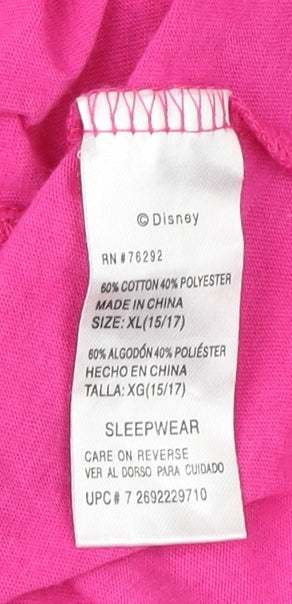 © Disney
RN #76292
60% COTTON 40% POLYESTER
MADE IN CHINA
SIZE: XL(15/17)
60% ALGODÓN 40% POLIÉSTER
HECHO EN CHINA
TALLA: XG(15/17)
SLEEPWEAR
CARE ON REVERSE
VER AL DORSO PARA CUIDADO
UPC# 7 2692229710